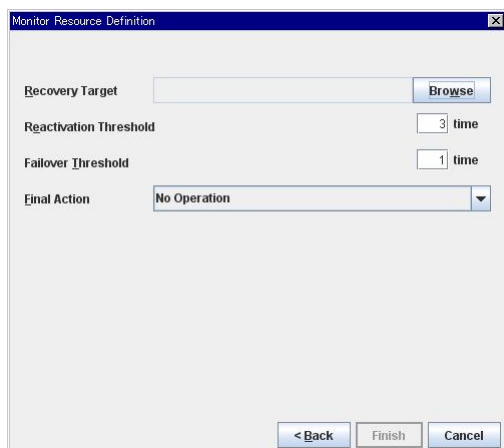 Monitor Resource Definition
Recovery Target Browse
Reactivation Threshold 3 time
Failover Threshold 1 time
Final Action No Operation
< Back Finish Cancel